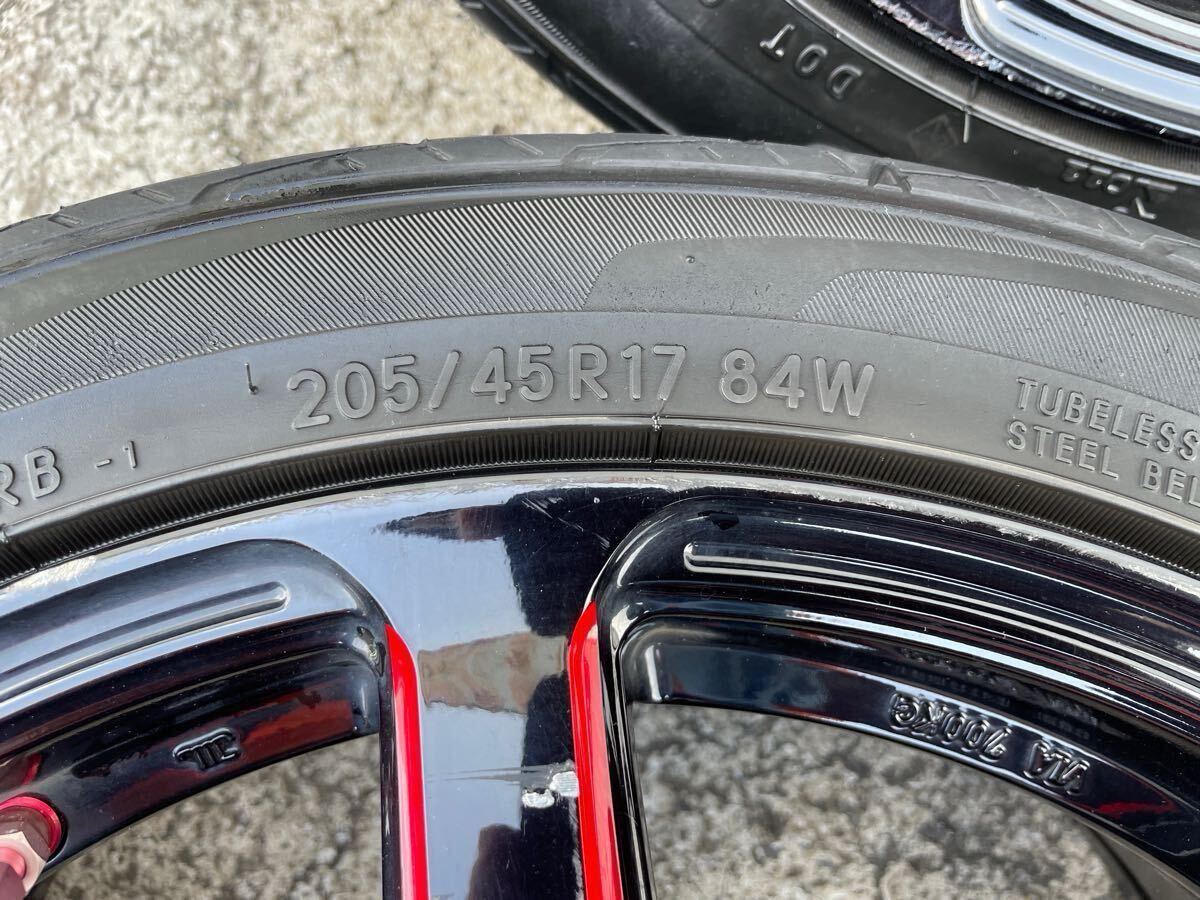 DOT
205/45R17 84W
TUBELESS
STEEL BEL
RB -1
VIA 700KG
JWL